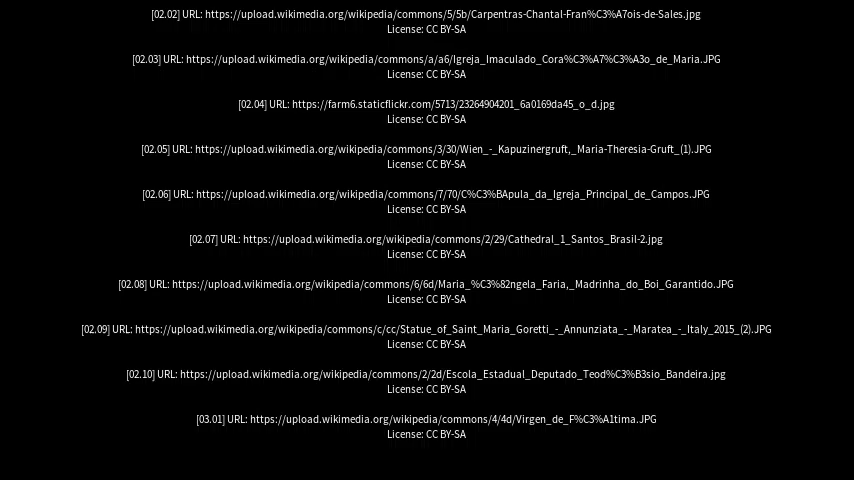 [02.02] URL: https://upload.wikimedia.org/wikipedia/commons/5/5b/Carpentras-Chantal-Fran%C3%A7ois-de-Sales.jpg
License: CC BY-SA
[02.03] URL: https://upload.wikimedia.org/wikipedia/commons/a/a6/Igreja_Imaculado_Cora%C3%A7%C3%A3o_de_Maria.JPG
License: CC BY-SA
[02.04] URL: https://farm6.staticflickr.com/5713/23264904201_6a0169da45_o_d.jpg
License: CC BY-SA
[02.05] URL: https://upload.wikimedia.org/wikipedia/commons/3/30/Wien_-_Kapuzinergruft,_Maria-Theresia-Gruft_(1).JPG
License: CC BY-SA
[02.06] URL: https://upload.wikimedia.org/wikipedia/commons/7/70/C%C3%BApula_da_Igreja_Principal_de_Campos.JPG
License: CC BY-SA
[02.07] URL: https://upload.wikimedia.org/wikipedia/commons/2/29/Cathedral_1_Santos_Brasil-2.jpg
License: CC BY-SA
[02.08] URL: https://upload.wikimedia.org/wikipedia/commons/6/6d/Maria_%C3%82ngela_Faria,_Madrinha_do_Boi_Garantido.JPG
License: CC BY-SA
[02.09] URL: https://upload.wikimedia.org/wikipedia/commons/c/cc/Statue_of_Saint_Maria_Goretti_-_Annunziata_-_Maratea_-_Italy_2015_(2).JPG
License: CC BY-SA
[02.10] URL: https://upload.wikimedia.org/wikipedia/commons/2/2d/Escola_Estadual_Deputado_Teod%C3%B3sio_Bandeira.jpg
License: CC BY-SA
[03.01] URL: https://upload.wikimedia.org/wikipedia/commons/4/4d/Virgen_de_F%C3%A1tima.JPG
License: CC BY-SA